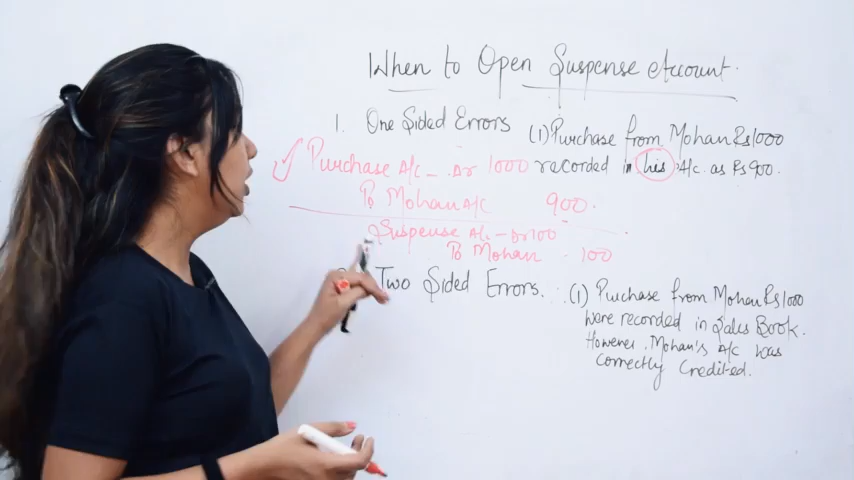 When to Open Suspense Account.
1. One Sided Errors (1) Purchase from Mohan Rs1000
recorded in his A/c. as Rs 900.
Purchase A/c - Dr 1000
To Mohan A/c 900.
Suspense A/c - Dr 100
To Mohan 100
Two Sided Errors. (1) Purchase from Mohan Rs 1000
were recorded in Sales Book.
However, Mohan's A/c was
correctly Credited.